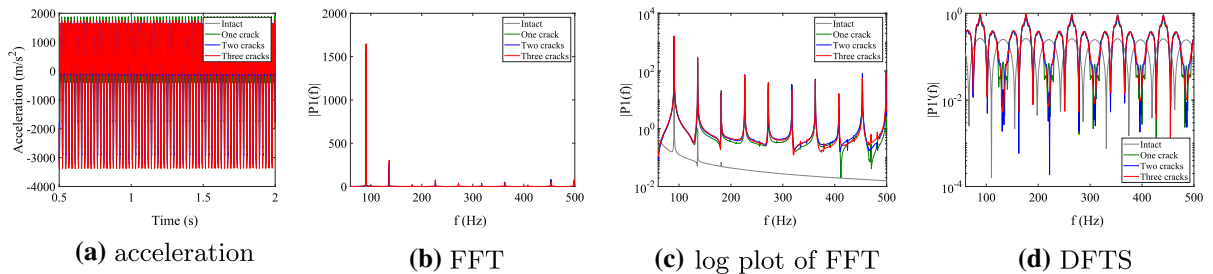 Acceleration (m/s²)
2000
1000
0
-1000
-2000
-3000
-4000
0.5
1
1.5
2
Time (s)
Intact
One crack
Two cracks
Three cracks
(a) acceleration
|P1(f)|
2000
1500
1000
500
0
100
200
300
400
500
f (Hz)
Intact
One crack
Two cracks
Three cracks
(b) FFT
|P1(f)|
10⁴
10²
10⁰
10⁻²
100
200
300
400
500
f (Hz)
Intact
One crack
Two cracks
Three cracks
(c) log plot of FFT
|P1'(f)|
10⁰
10⁻²
10⁻⁴
100
200
300
400
500
f (Hz)
Intact
One crack
Two cracks
Three cracks
(d) DFTS